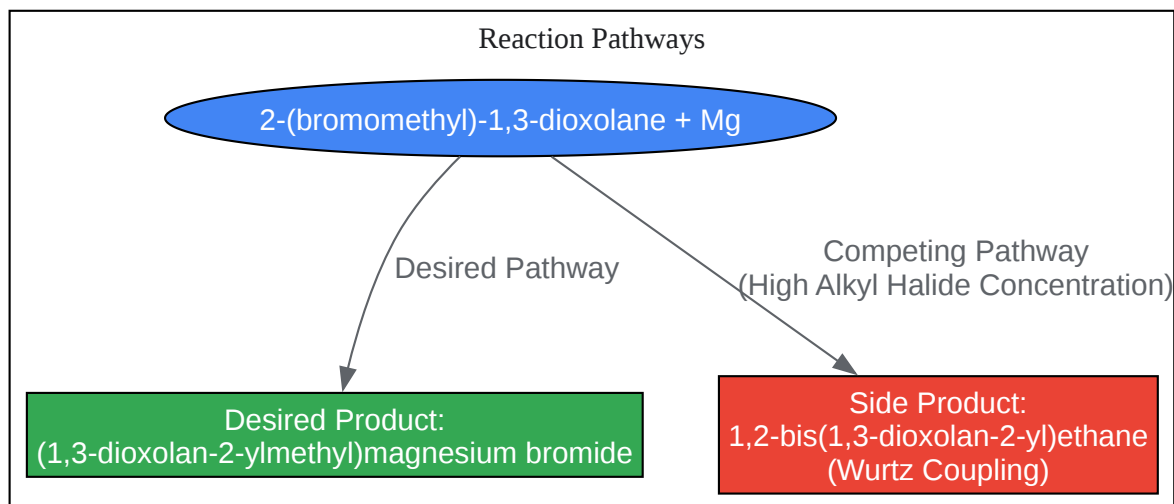 Reaction Pathways
2-(bromomethyl)-1,3-dioxolane + Mg
Desired Pathway
Competing Pathway
(High Alkyl Halide Concentration)
Desired Product:
(1,3-dioxolan-2-ylmethyl)magnesium bromide
Side Product:
1,2-bis(1,3-dioxolan-2-yl)ethane
(Wurtz Coupling)